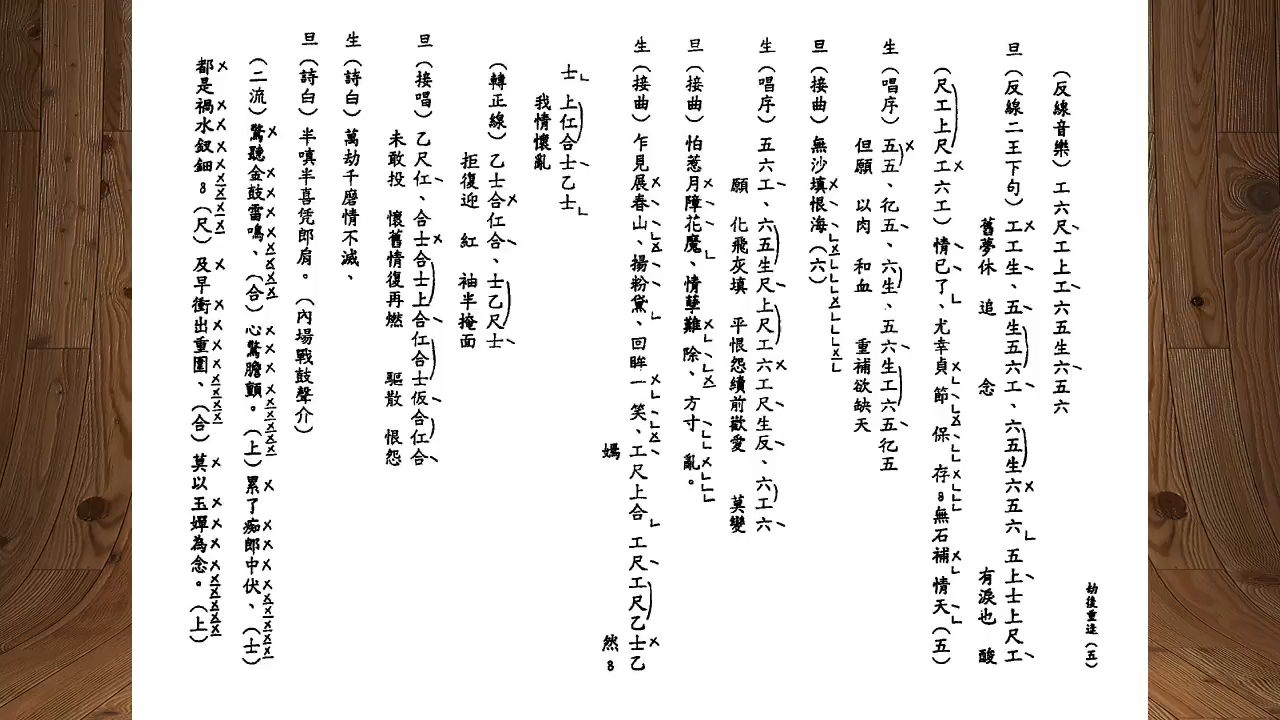 劫後重逢（五）
（反線音樂）工六尺工上工六五生六五六
旦（反線二王下句）工工生、五生五六工、六五生六五六 五上士上尺工
舊夢休 追 念 有淚也 酸
（尺工上尺工六工）情已了、尤幸貞節保存８無石補情天（五）
生（唱序）五五、仜五、六生、五六生工六五仜五
但願 以肉 和血 重補欲缺天
旦（接曲）無沙填恨海（六）
生（唱序）五六工、六五生尺上尺工六工尺生反、六工六
願 化飛灰填 平恨怨續前歡愛 莫變
旦（接曲）怕惹月障花魔、情孽難除、方寸亂。
生（接曲）乍見展春山、揚粉黛、回眸一笑、工尺上合 工尺工尺乙士乙
嫣 然８
士 上仩合士乙士
我情懷亂
（轉正線）乙士合仁合、士乙尺士
拒復迎 紅 袖半掩面
旦（接唱）乙尺仁、合士合士上合仁合士仮合仁合
未敢投 懷舊情復再燃 驅散 恨怨
生（詩白）萬劫千磨情不滅、
旦（詩白）半嗔半喜凭郎肩。（內場戰鼓聲介）
（二流）驚聽金鼓雷鳴、（合）心驚膽顫。（上）累了痴郎中伏、（士）
都是禍水釵鈿８（尺）及早衝出重圍、（合）莫以玉嬋為念。（上）